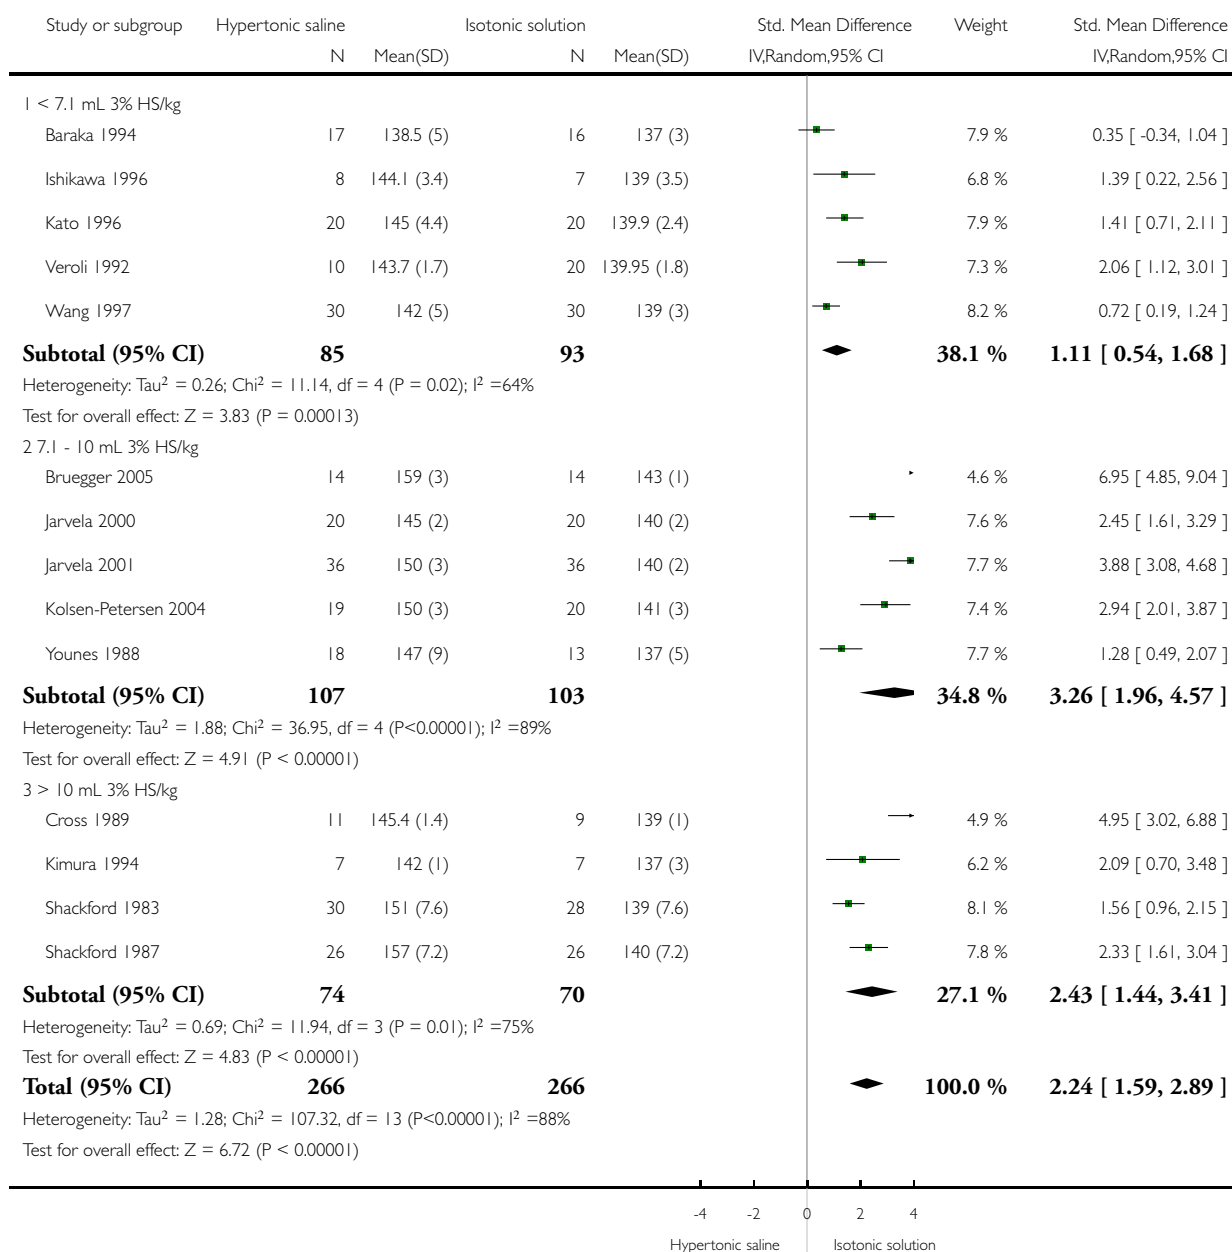 Study or subgroup Hypertonic saline Isotonic solution Std. Mean Difference Weight Std. Mean Difference
N Mean(SD) N Mean(SD) IV,Random,95% CI IV,Random,95% CI
1 < 7.1 mL 3% HS/kg
Baraka 1994 17 138.5 (5) 16 137 (3) 7.9 % 0.35 [ -0.34, 1.04 ]
Ishikawa 1996 8 144.1 (3.4) 7 139 (3.5) 6.8 % 1.39 [ 0.22, 2.56 ]
Kato 1996 20 145 (4.4) 20 139.9 (2.4) 7.9 % 1.41 [ 0.71, 2.11 ]
Veroli 1992 10 143.7 (1.7) 20 139.95 (1.8) 7.3 % 2.06 [ 1.12, 3.01 ]
Wang 1997 30 142 (5) 30 139 (3) 8.2 % 0.72 [ 0.19, 1.24 ]
Subtotal (95% CI) 85 93 38.1 % 1.11 [ 0.54, 1.68 ]
Heterogeneity: Tau² = 0.26; Chi² = 11.14, df = 4 (P = 0.02); I² =64%
Test for overall effect: Z = 3.83 (P = 0.00013)
2 7.1 - 10 mL 3% HS/kg
Bruegger 2005 14 159 (3) 14 143 (1) 4.6 % 6.95 [ 4.85, 9.04 ]
Jarvela 2000 20 145 (2) 20 140 (2) 7.6 % 2.45 [ 1.61, 3.29 ]
Jarvela 2001 36 150 (3) 36 140 (2) 7.7 % 3.88 [ 3.08, 4.68 ]
Kolsen-Petersen 2004 19 150 (3) 20 141 (3) 7.4 % 2.94 [ 2.01, 3.87 ]
Younes 1988 18 147 (9) 13 137 (5) 7.7 % 1.28 [ 0.49, 2.07 ]
Subtotal (95% CI) 107 103 34.8 % 3.26 [ 1.96, 4.57 ]
Heterogeneity: Tau² = 1.88; Chi² = 36.95, df = 4 (P<0.00001); I² =89%
Test for overall effect: Z = 4.91 (P < 0.00001)
3 > 10 mL 3% HS/kg
Cross 1989 11 145.4 (1.4) 9 139 (1) 4.9 % 4.95 [ 3.02, 6.88 ]
Kimura 1994 7 142 (1) 7 137 (3) 6.2 % 2.09 [ 0.70, 3.48 ]
Shackford 1983 30 151 (7.6) 28 139 (7.6) 8.1 % 1.56 [ 0.96, 2.15 ]
Shackford 1987 26 157 (7.2) 26 140 (7.2) 7.8 % 2.33 [ 1.61, 3.04 ]
Subtotal (95% CI) 74 70 27.1 % 2.43 [ 1.44, 3.41 ]
Heterogeneity: Tau² = 0.69; Chi² = 11.94, df = 3 (P = 0.01); I² =75%
Test for overall effect: Z = 4.83 (P < 0.00001)
Total (95% CI) 266 266 100.0 % 2.24 [ 1.59, 2.89 ]
Heterogeneity: Tau² = 1.28; Chi² = 107.32, df = 13 (P<0.00001); I² =88%
Test for overall effect: Z = 6.72 (P < 0.00001)
-4 -2 0 2 4
Hypertonic saline Isotonic solution